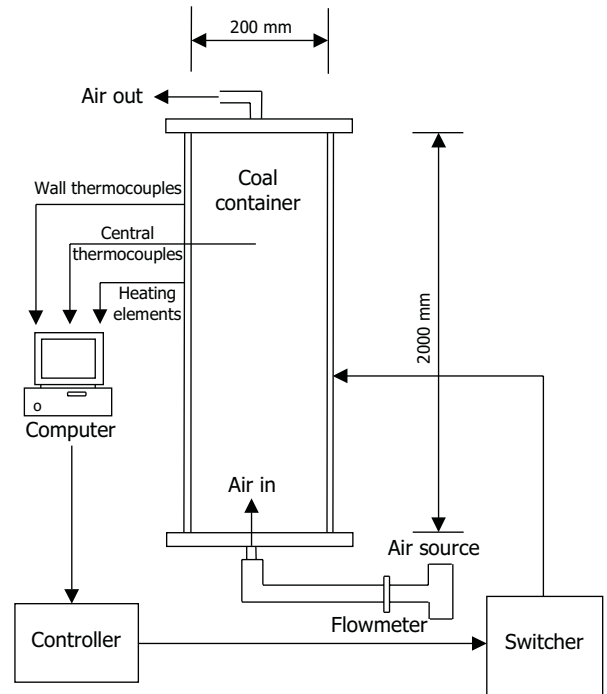 200 mm
Air out
Coal
container
Wall thermocouples
Central
thermocouples
Heating
elements
2000 mm
Computer
Air in
Air source
Flowmeter
Controller
Switcher